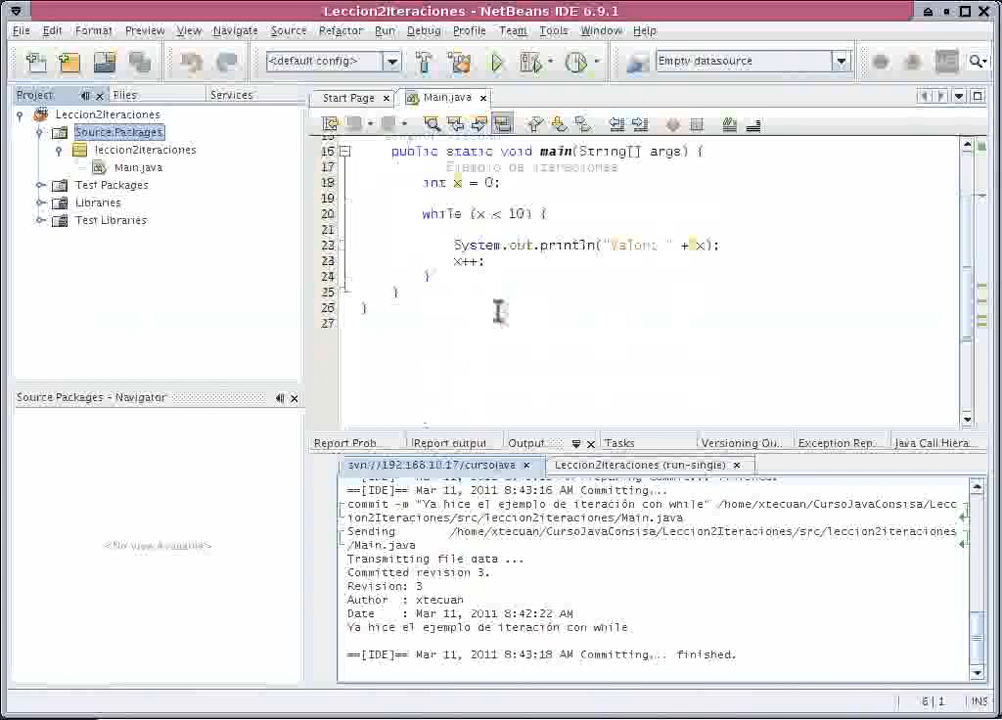 Leccion2Iteraciones - NetBeans IDE 6.9.1
File Edit Format Preview View Navigate Source Refactor Run Debug Profile Team Tools Window Help
<default config>
Empty datasource
Project Files Services
Leccion2Iteraciones
Source Packages
leccion2iteraciones
Main.java
Test Packages
Libraries
Test Libraries
Source Packages - Navigator
<No View Available>
Start Page Main.java
16 public static void main(String[] args) {
17 Ejemplo de iteraciones
18 int x = 0;
19
20 while (x < 10) {
22 System.out.println("Valor: " + x);
23 x++;
24 }
25 }
26 }
27
Report Prob... Report output Output Tasks Versioning Ou... Exception Rep... Java Call Hiera...
svn://192.168.10.17/cursojava Leccion2Iteraciones (run-single)
==[IDE]== Mar 11, 2011 8:43:16 AM Committing...
commit -m "Ya hice el ejemplo de iteración con while" /home/xtecuan/CursoJavaConsisa/Lecc
ion2Iteraciones/src/leccion2iteraciones/Main.java
Sending /home/xtecuan/CursoJavaConsisa/Leccion2Iteraciones/src/leccion2iteraciones
/Main.java
Transmitting file data ...
Committed revision 3.
Revision: 3
Author : xtecuan
Date : Mar 11, 2011 8:42:22 AM
Ya hice el ejemplo de iteración con while
==[IDE]== Mar 11, 2011 8:43:18 AM Committing... finished.
6|1 INS